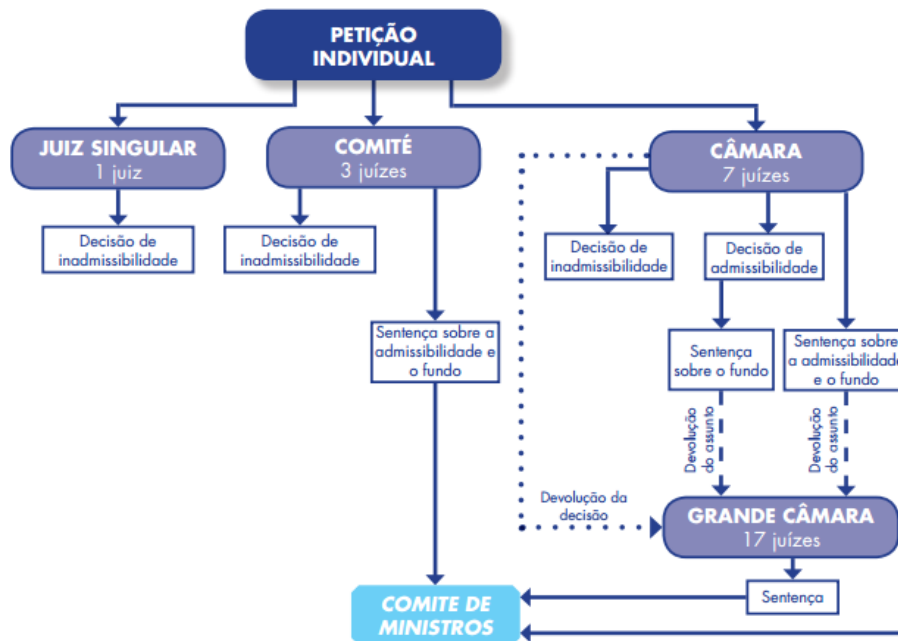 PETIÇÃO
INDIVIDUAL
JUIZ SINGULAR
1 juiz
COMITÉ
3 juízes
CÂMARA
7 juízes
Decisão de
inadmissibilidade
Decisão de
inadmissibilidade
Decisão de
inadmissibilidade
Decisão de
admissibilidade
Sentença sobre a
admissibilidade e
o fundo
Sentença
sobre o fundo
Sentença sobre
a admissibilidade
e o fundo
Devolução
do assunto
Devolução
do assunto
Devolução da
decisão
GRANDE CÂMARA
17 juízes
Sentença
COMITE DE
MINISTROS